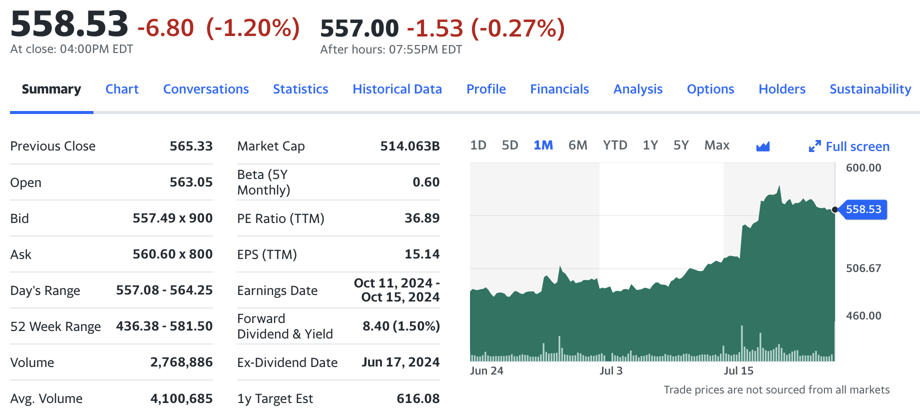 558.53 -6.80 (-1.20%) 557.00 -1.53 (-0.27%)
At close: 04:00PM EDT After hours: 07:55PM EDT
Summary Chart Conversations Statistics Historical Data Profile Financials Analysis Options Holders Sustainability
Previous Close 565.33
Open 563.05
Bid 557.49 x 900
Ask 560.60 x 800
Day's Range 557.08 - 564.25
52 Week Range 436.38 - 581.50
Volume 2,768,886
Avg. Volume 4,100,685
Market Cap 514.063B
Beta (5Y
Monthly) 0.60
PE Ratio (TTM) 36.89
EPS (TTM) 15.14
Earnings Date Oct 11, 2024 -
Oct 15, 2024
Forward
Dividend & Yield 8.40 (1.50%)
Ex-Dividend Date Jun 17, 2024
1y Target Est 616.08
1D 5D 1M 6M YTD 1Y 5Y Max Full screen
600.00
558.53
506.67
460.00
Jun 24 Jul 3 Jul 15
Trade prices are not sourced from all markets